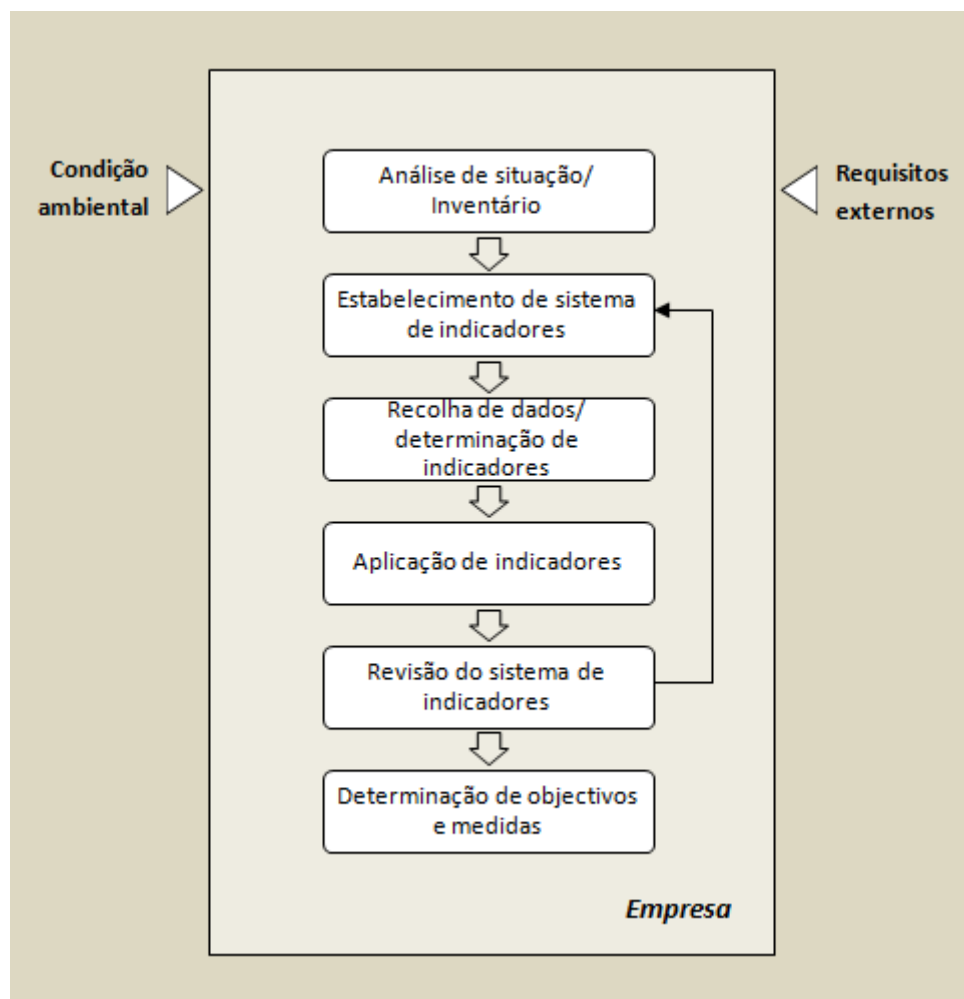 Condição
ambiental
Requisitos
externos
Análise de situação/
Inventário
Estabelecimento de sistema
de indicadores
Recolha de dados/
determinação de
indicadores
Aplicação de indicadores
Revisão do sistema de
indicadores
Determinação de objectivos
e medidas
Empresa